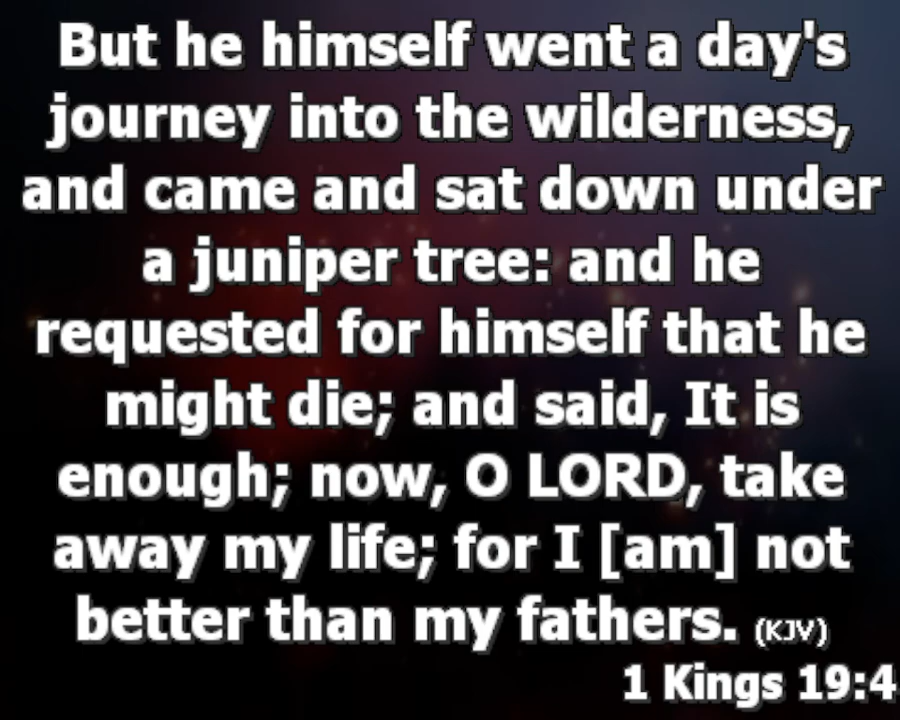 But he himself went a day's
journey into the wilderness,
and came and sat down under
a juniper tree: and he
requested for himself that he
might die; and said, It is
enough; now, O LORD, take
away my life; for I [am] not
better than my fathers. (KJV)
1 Kings 19:4